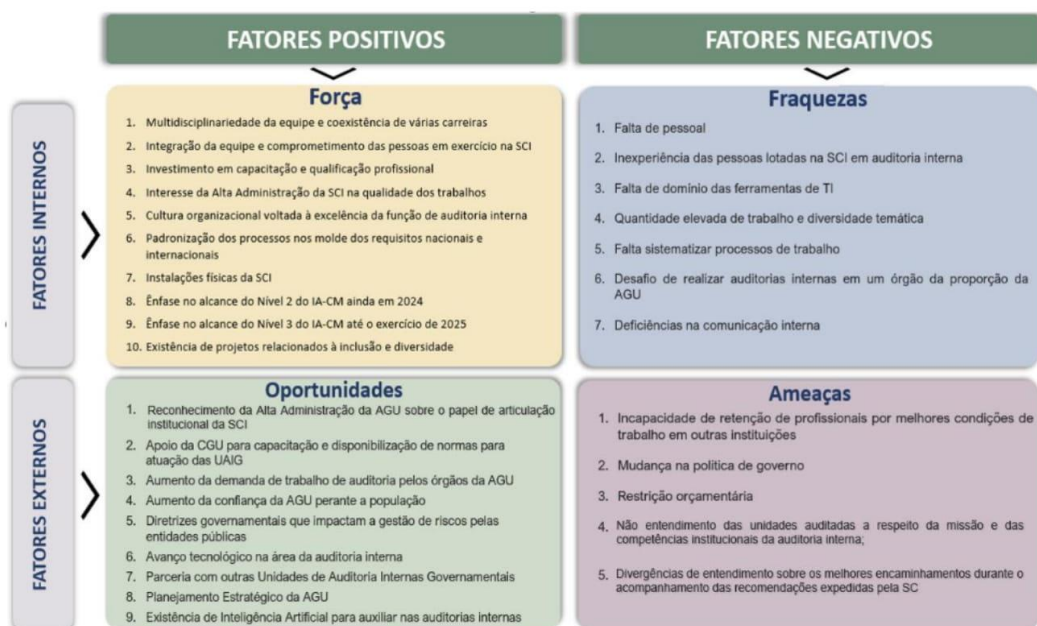 FATORES POSITIVOS
FATORES NEGATIVOS
FATORES INTERNOS
Força
1. Multidisciplinariedade da equipe e coexistência de várias carreiras
2. Integração da equipe e comprometimento das pessoas em exercício na SCI
3. Investimento em capacitação e qualificação profissional
4. Interesse da Alta Administração da SCI na qualidade dos trabalhos
5. Cultura organizacional voltada à excelência da função de auditoria interna
6. Padronização dos processos nos molde dos requisitos nacionais e
internacionais
7. Instalações físicas da SCI
8. Ênfase no alcance do Nível 2 do IA-CM ainda em 2024
9. Ênfase no alcance do Nível 3 do IA-CM até o exercício de 2025
10. Existência de projetos relacionados à inclusão e diversidade
Fraquezas
1. Falta de pessoal
2. Inexperiência das pessoas lotadas na SCI em auditoria interna
3. Falta de domínio das ferramentas de TI
4. Quantidade elevada de trabalho e diversidade temática
5. Falta sistematizar processos de trabalho
6. Desafio de realizar auditorias internas em um órgão da proporção da
AGU
7. Deficiências na comunicação interna
FATORES EXTERNOS
Oportunidades
1. Reconhecimento da Alta Administração da AGU sobre o papel de articulação
institucional da SCI
2. Apoio da CGU para capacitação e disponibilização de normas para
atuação das UAIG
3. Aumento da demanda de trabalho de auditoria pelos órgãos da AGU
4. Aumento da confiança da AGU perante a população
5. Diretrizes governamentais que impactam a gestão de riscos pelas
entidades públicas
6. Avanço tecnológico na área da auditoria interna
7. Parceria com outras Unidades de Auditoria Internas Governamentais
8. Planejamento Estratégico da AGU
9. Existência de Inteligência Artificial para auxiliar nas auditorias internas
Ameaças
1. Incapacidade de retenção de profissionais por melhores condições de
trabalho em outras instituições
2. Mudança na política de governo
3. Restrição orçamentária
4. Não entendimento das unidades auditadas a respeito da missão e das
competências institucionais da auditoria interna;
5. Divergências de entendimento sobre os melhores encaminhamentos durante o
acompanhamento das recomendações expedidas pela SC